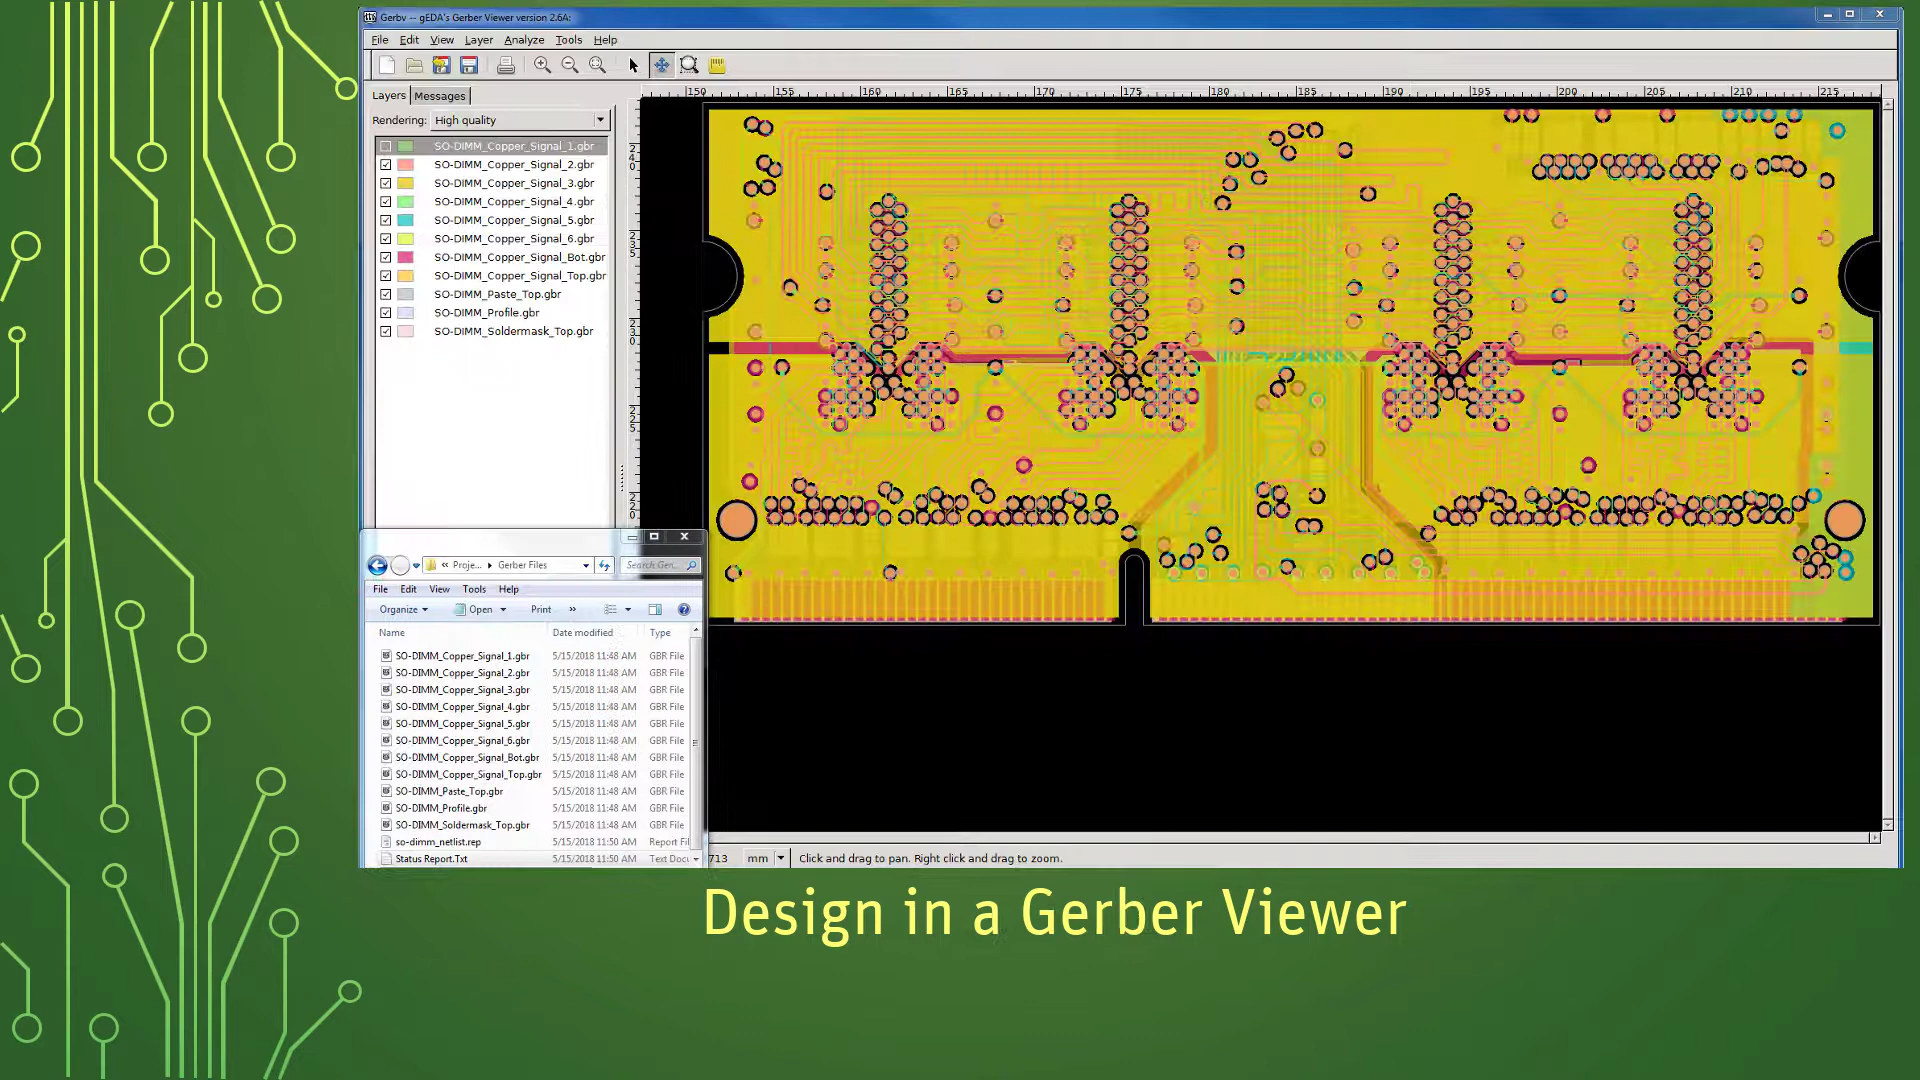 Gerbv -- gEDA's Gerber Viewer version 2.6A:
File Edit View Layer Analyze Tools Help
Layers Messages
Rendering: High quality
SO-DIMM_Copper_Signal_1.gbr
SO-DIMM_Copper_Signal_2.gbr
SO-DIMM_Copper_Signal_3.gbr
SO-DIMM_Copper_Signal_4.gbr
SO-DIMM_Copper_Signal_5.gbr
SO-DIMM_Copper_Signal_6.gbr
SO-DIMM_Copper_Signal_Bot.gbr
SO-DIMM_Copper_Signal_Top.gbr
SO-DIMM_Paste_Top.gbr
SO-DIMM_Profile.gbr
SO-DIMM_Soldermask_Top.gbr
150 155 160 165 170 175 180 185 190 195 200 205 210 215
« Proje... Gerber Files Search Ger...
File Edit View Tools Help
Organize Open Print »
Name Date modified Type
SO-DIMM_Copper_Signal_1.gbr 5/15/2018 11:48 AM GBR File
SO-DIMM_Copper_Signal_2.gbr 5/15/2018 11:48 AM GBR File
SO-DIMM_Copper_Signal_3.gbr 5/15/2018 11:48 AM GBR File
SO-DIMM_Copper_Signal_4.gbr 5/15/2018 11:48 AM GBR File
SO-DIMM_Copper_Signal_5.gbr 5/15/2018 11:48 AM GBR File
SO-DIMM_Copper_Signal_6.gbr 5/15/2018 11:48 AM GBR File
SO-DIMM_Copper_Signal_Bot.gbr 5/15/2018 11:48 AM GBR File
SO-DIMM_Copper_Signal_Top.gbr 5/15/2018 11:48 AM GBR File
SO-DIMM_Paste_Top.gbr 5/15/2018 11:48 AM GBR File
SO-DIMM_Profile.gbr 5/15/2018 11:48 AM GBR File
SO-DIMM_Soldermask_Top.gbr 5/15/2018 11:48 AM GBR File
so-dimm_netlist.rep 5/15/2018 11:50 AM Report Fil
Status Report.Txt 5/15/2018 11:50 AM Text Docu
713 mm Click and drag to pan. Right click and drag to zoom.
Design in a Gerber Viewer